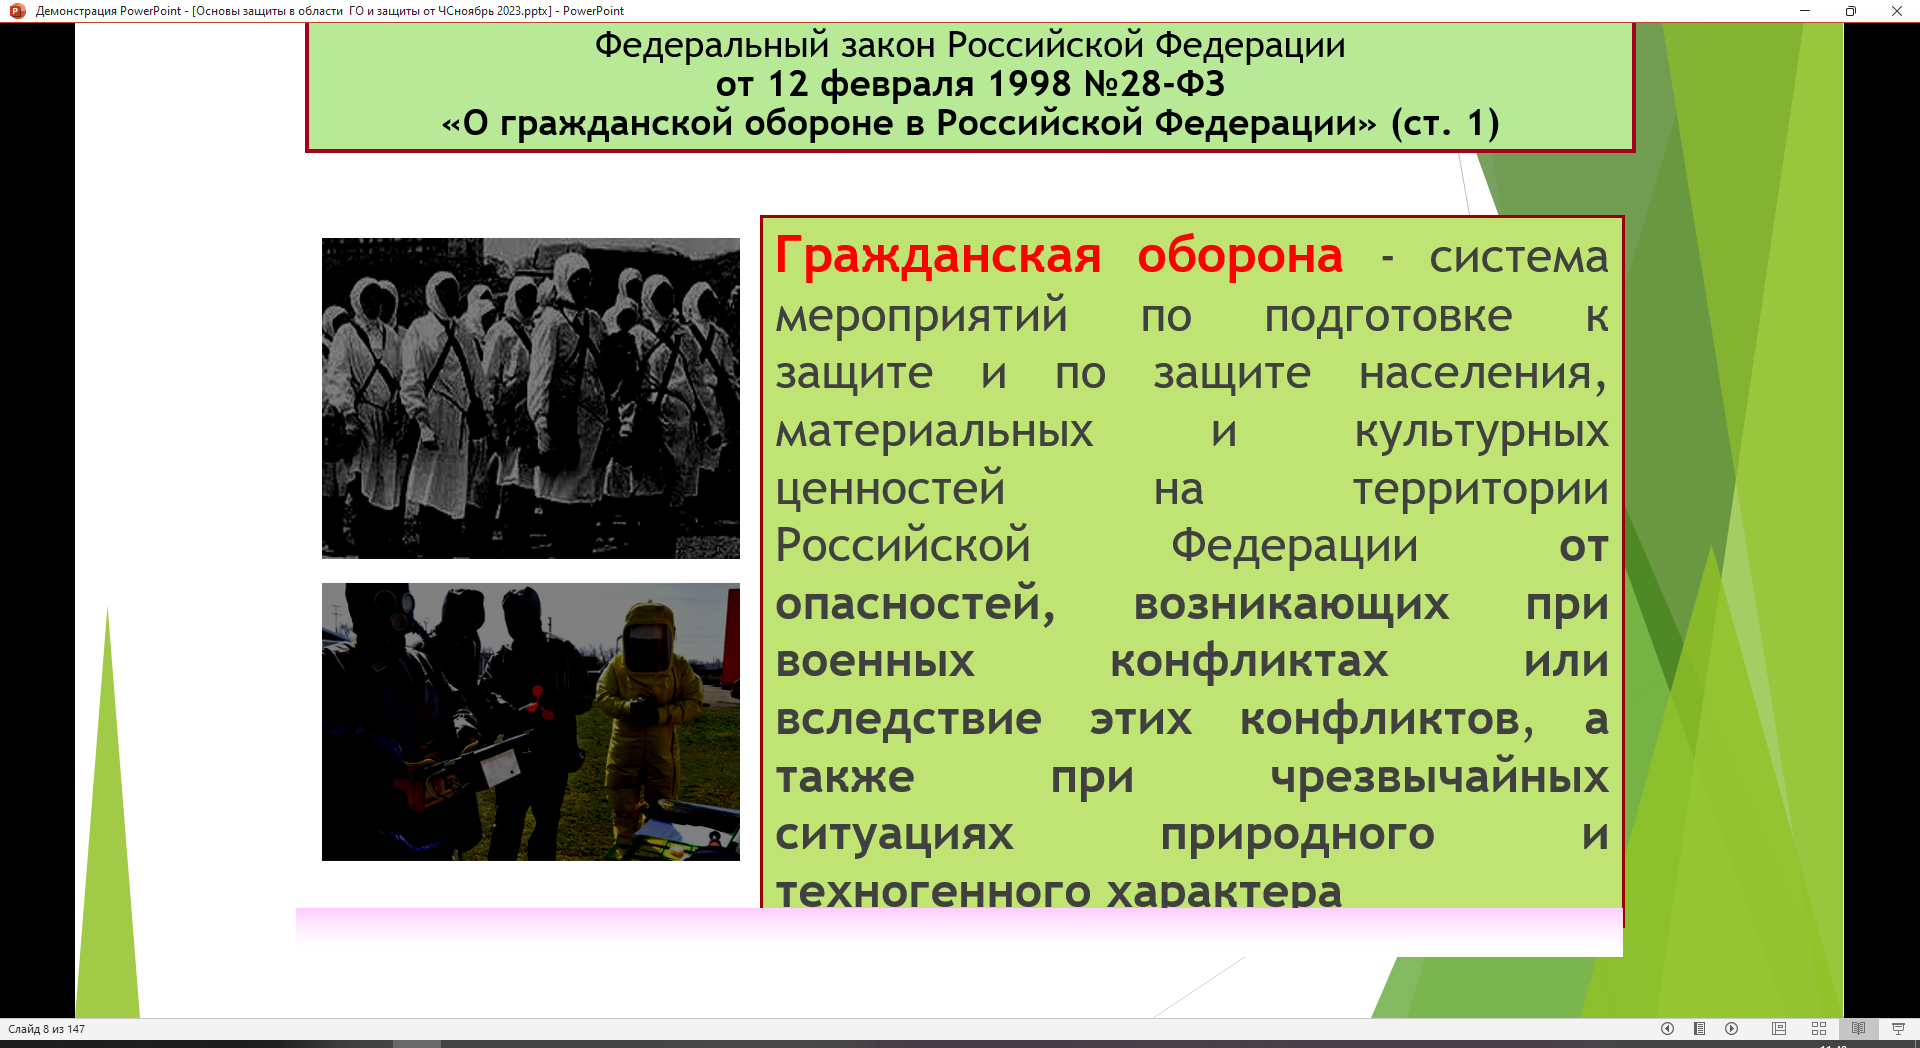 Демонстрация PowerPoint - [Основы защиты в области  ГО и защиты от ЧСноябрь 2023.pptx] - PowerPoint
Федеральный закон Российской Федерации
от 12 февраля 1998 №28-ФЗ
«О гражданской обороне в Российской Федерации» (ст. 1)
Гражданская оборона - система
мероприятий по подготовке к
защите и по защите населения,
материальных и культурных
ценностей на территории
Российской Федерации от
опасностей, возникающих при
военных конфликтах или
вследствие этих конфликтов, а
также при чрезвычайных
ситуациях природного и
техногенного характера
Слайд 8 из 147